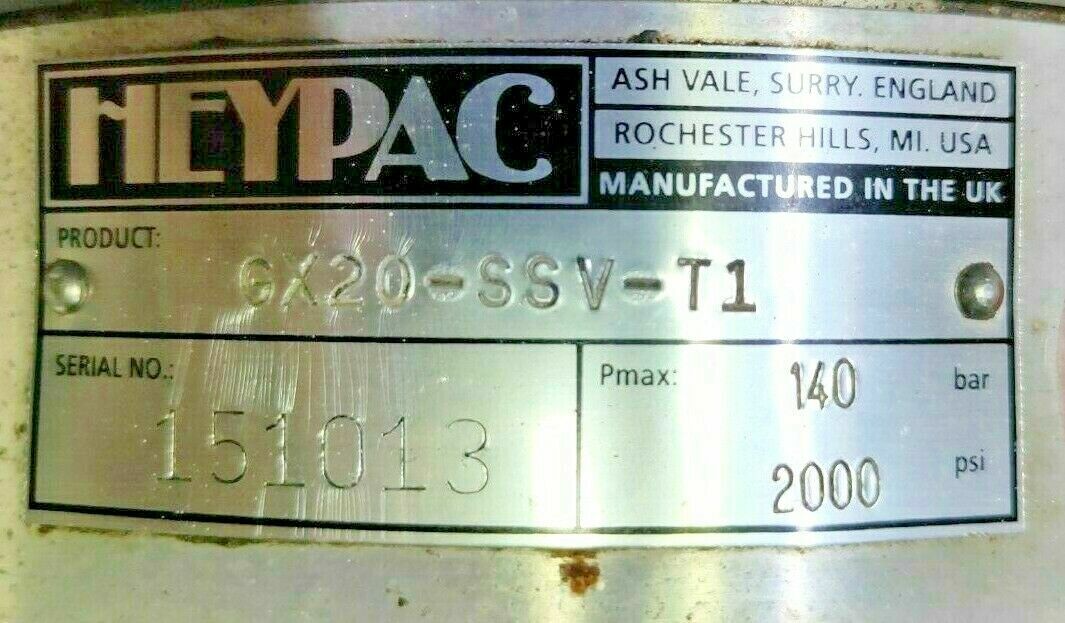 HEYPAC
ASH VALE, SURRY. ENGLAND
ROCHESTER HILLS, MI. USA
MANUFACTURED IN THE UK
PRODUCT:
GX20-SSV-T1
SERIAL NO.:
151013
Pmax: 140 bar
2000 psi